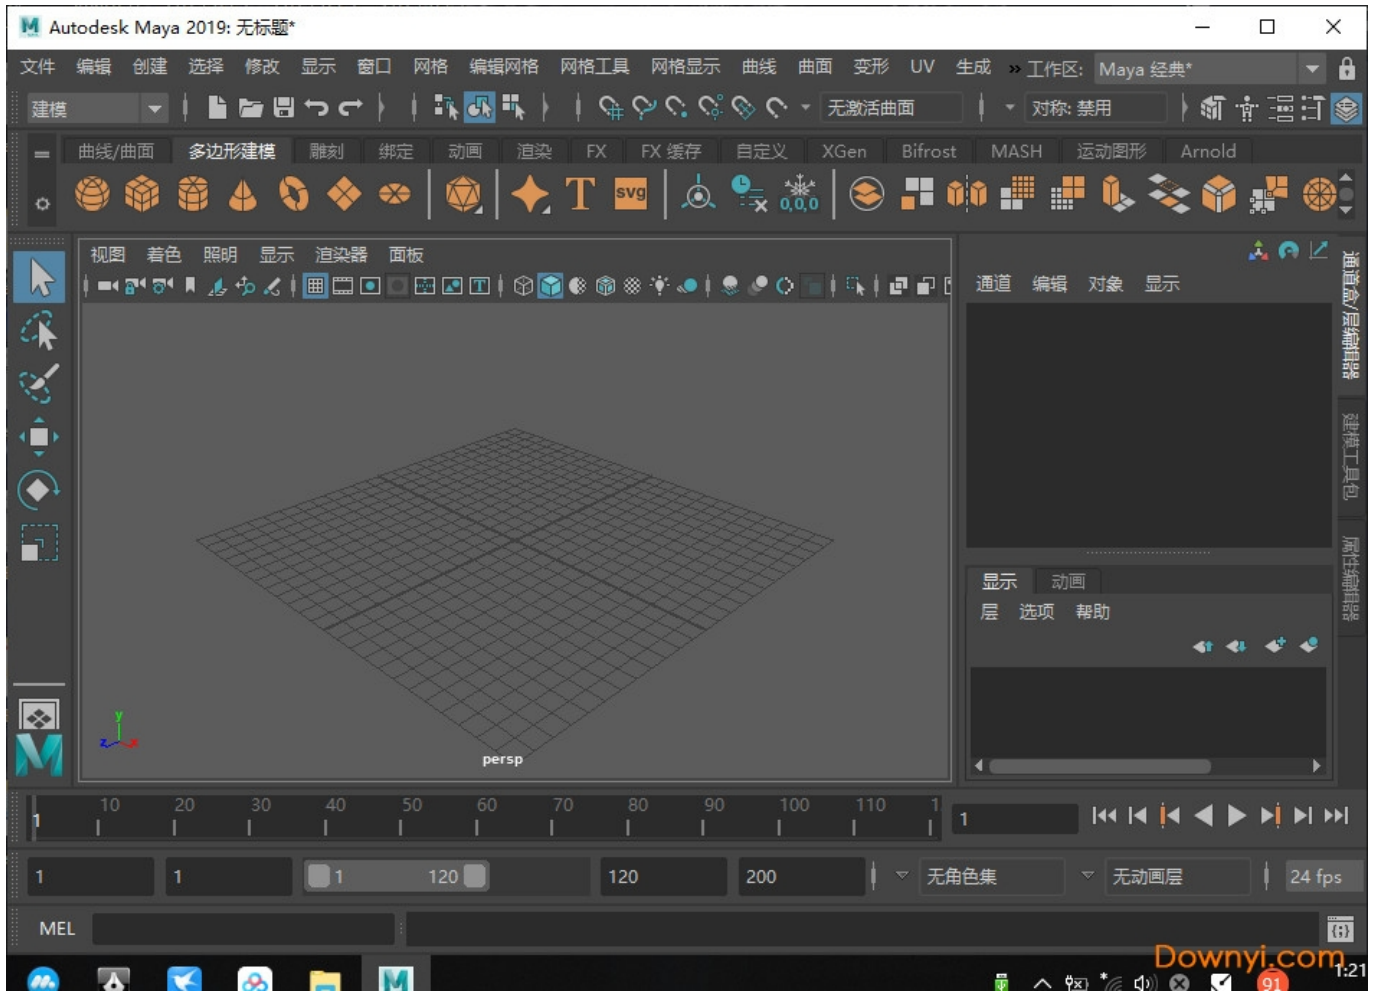 Autodesk Maya 2019: 无标题*
文件 编辑 创建 选择 修改 显示 窗口 网格 编辑网格 网格工具 网格显示 曲线 曲面 变形 UV 生成 » 工作区: Maya 经典*
建模 无激活曲面 对称: 禁用
曲线/曲面 多边形建模 雕刻 绑定 动画 渲染 FX FX 缓存 自定义 XGen Bifrost MASH 运动图形 Arnold
T svg 0,0,0
视图 着色 照明 显示 渲染器 面板
通道 编辑 对象 显示
通道盒/层编辑器
建模工具包
属性编辑器
显示 动画
层 选项 帮助
y
z x
persp
10 20 30 40 50 60 70 80 90 100 110 1
1 1
1 1 1 120 120 200 无角色集 无动画层 24 fps
MEL
Downyi.com
91 1:21